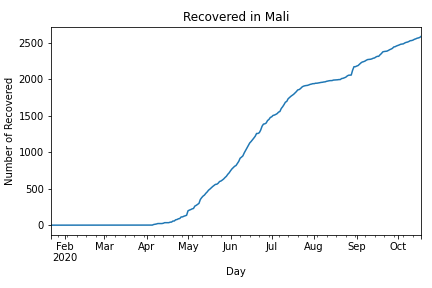 Recovered in Mali
Number of Recovered
2500
2000
1500
1000
500
0
Feb Mar Apr May Jun Jul Aug Sep Oct
2020
Day